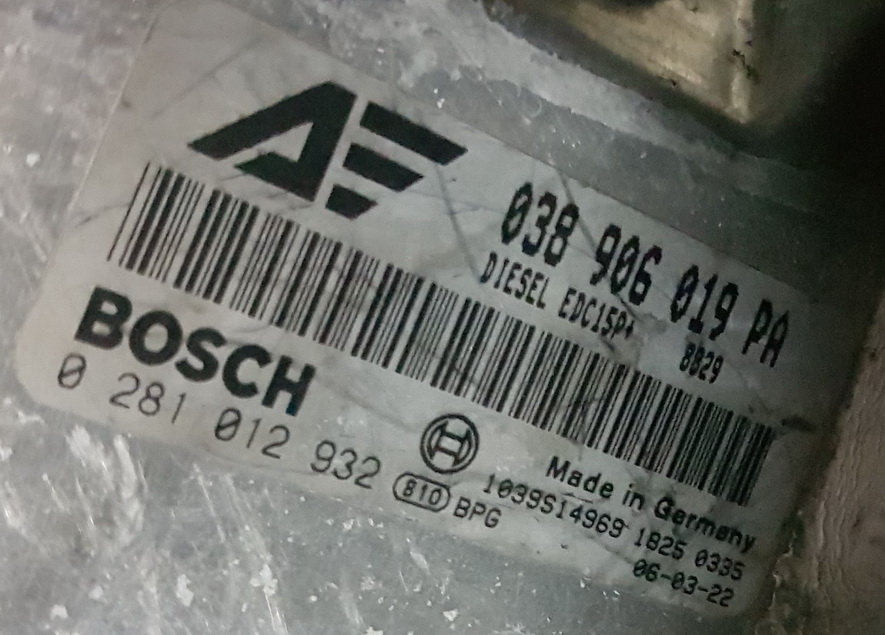 038 906 019 PA
DIESEL EDC15P+ 8829
BOSCH
0 281 012 932
810 BPG
Made in Germany
1039S14969 1825 0335
06-03-22